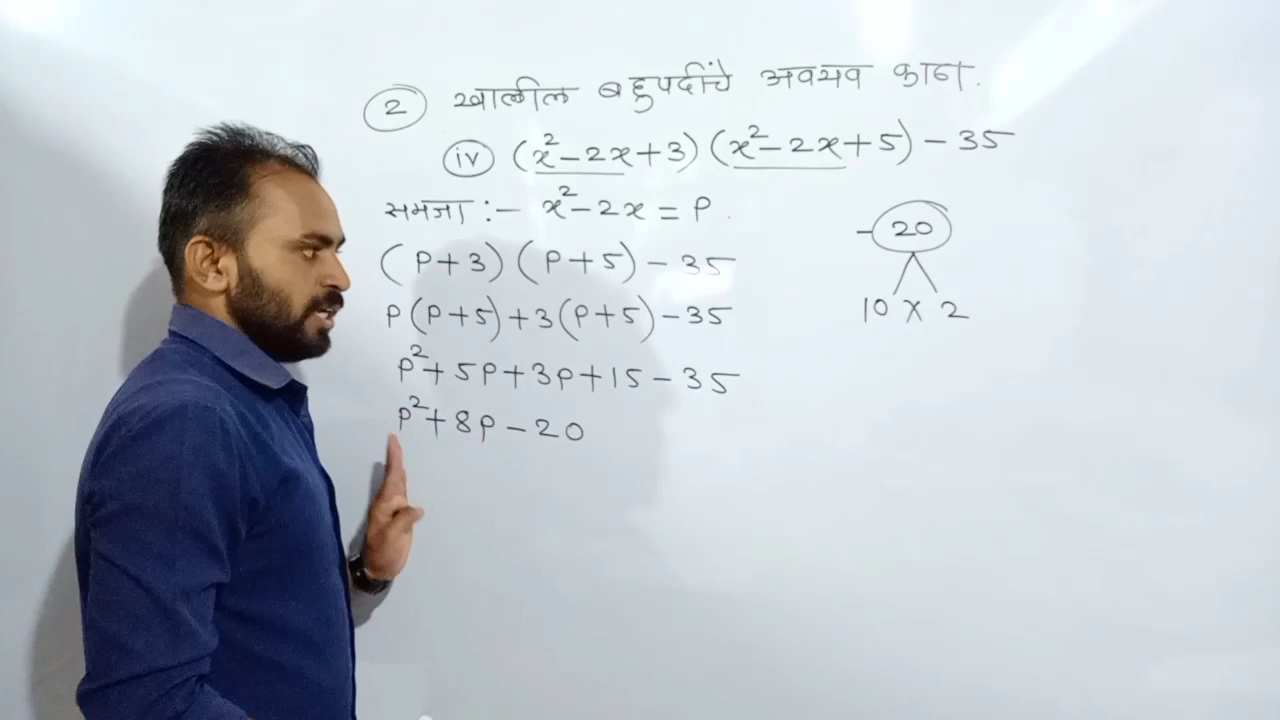 ② खालील बहुपदींचे अवयव काढा.
(iv) (x² - 2x + 3) (x² - 2x + 5) - 35
समजा :- x² - 2x = P.
(P + 3) (P + 5) - 35
P(P + 5) + 3(P + 5) - 35
P² + 5P + 3P + 15 - 35
P² + 8P - 20
- 20
10 × 2